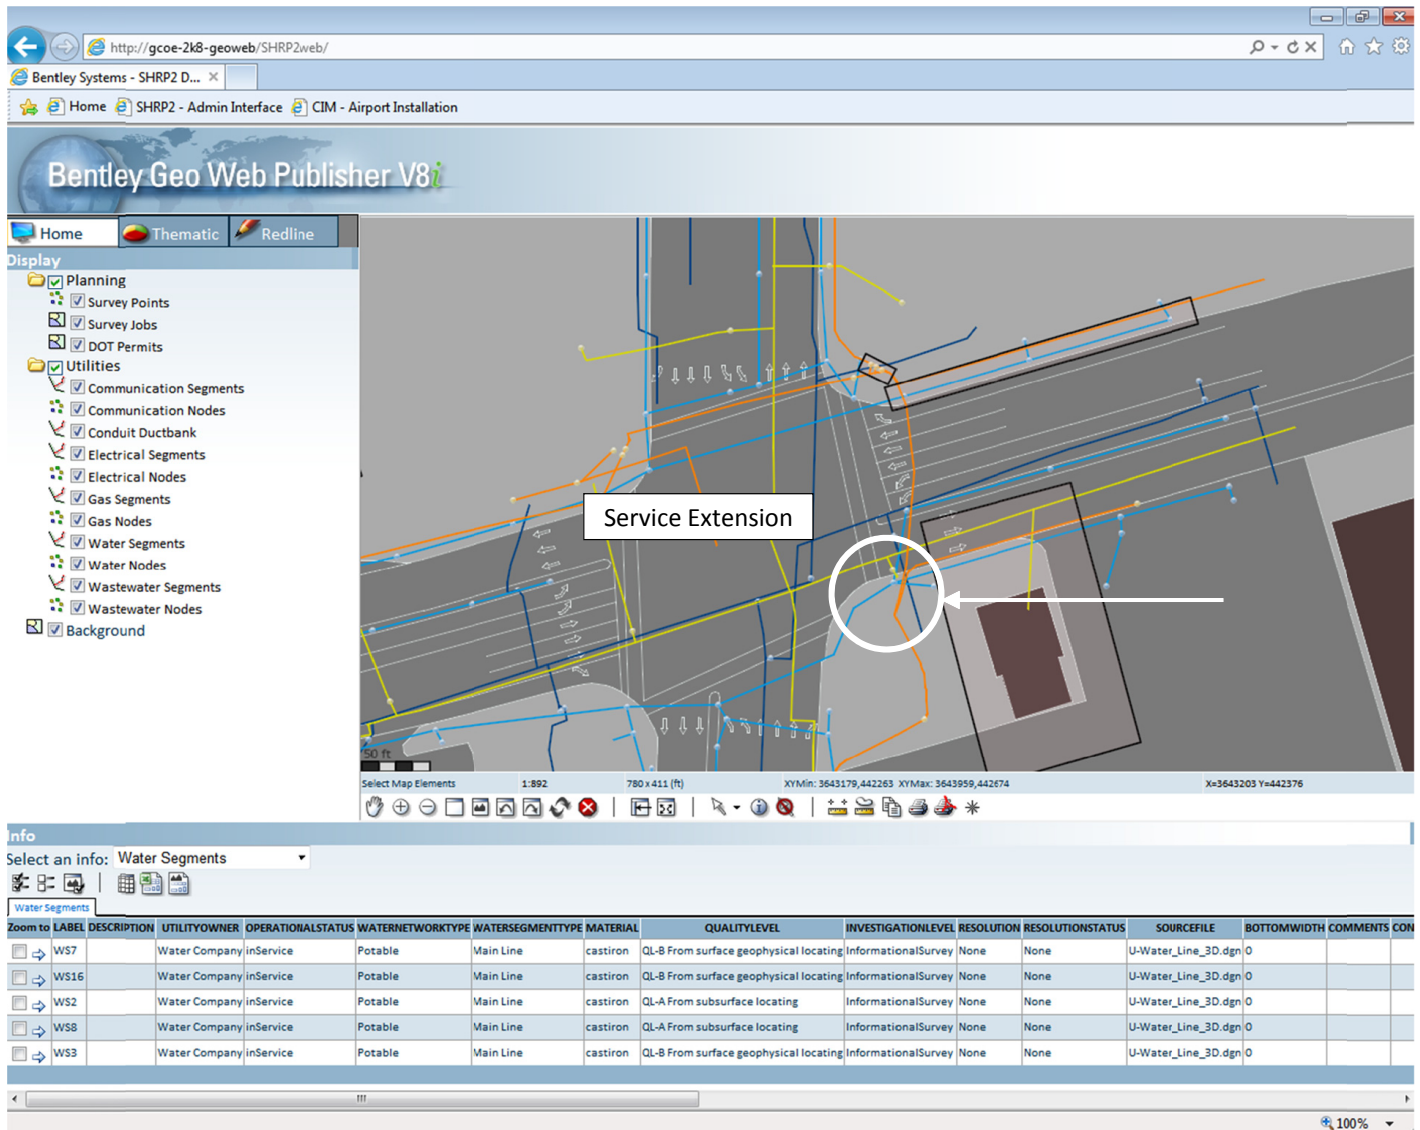 http://gcoe-2k8-geoweb/SHRP2web/
Bentley Systems - SHRP2 D...
Home SHRP2 - Admin Interface CIM - Airport Installation
Bentley Geo Web Publisher V8i
Home Thematic Redline
Display
Planning
Survey Points
Survey Jobs
DOT Permits
Utilities
Communication Segments
Communication Nodes
Conduit Ductbank
Electrical Segments
Electrical Nodes
Gas Segments
Gas Nodes
Water Segments
Water Nodes
Wastewater Segments
Wastewater Nodes
Background
Service Extension
50 ft
Select Map Elements 1:892 780 x 411 (ft) XYMin: 3643179,442263 XYMax: 3643959,442674 X=3643203 Y=442376
Info
Select an info: Water Segments
Water Segments
Zoom to LABEL DESCRIPTION UTILITYOWNER OPERATIONALSTATUS WATERNETWORKTYPE WATERSEGMENTTYPE MATERIAL QUALITYLEVEL INVESTIGATIONLEVEL RESOLUTION RESOLUTIONSTATUS SOURCEFILE BOTTOMWIDTH COMMENTS CON
WS7 Water Company inService Potable Main Line castiron QL-B From surface geophysical locating InformationalSurvey None None U-Water_Line_3D.dgn 0
WS16 Water Company inService Potable Main Line castiron QL-B From surface geophysical locating InformationalSurvey None None U-Water_Line_3D.dgn 0
WS2 Water Company inService Potable Main Line castiron QL-A From subsurface locating InformationalSurvey None None U-Water_Line_3D.dgn 0
WS8 Water Company inService Potable Main Line castiron QL-A From subsurface locating InformationalSurvey None None U-Water_Line_3D.dgn 0
WS3 Water Company inService Potable Main Line castiron QL-B From surface geophysical locating InformationalSurvey None None U-Water_Line_3D.dgn 0
100%